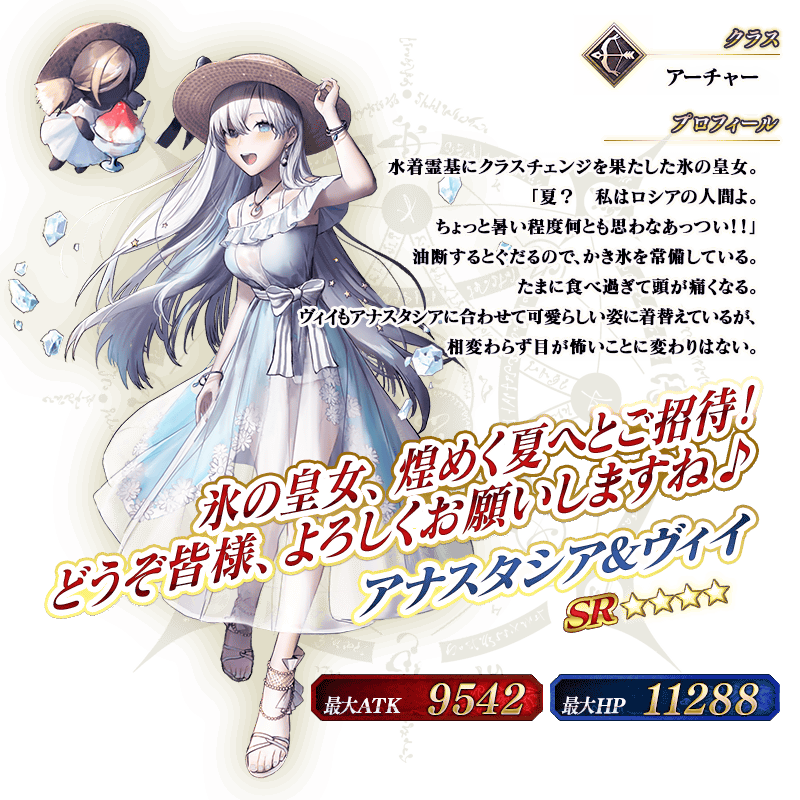 クラス
アーチャー
プロフィール
水着霊基にクラスチェンジを果たした氷の皇女。
「夏？　私はロシアの人間よ。
ちょっと暑い程度何とも思わなあっつい!!」
油断するとぐだるので、かき氷を常備している。
たまに食べ過ぎて頭が痛くなる。
ヴィイもアナスタシアに合わせて可愛らしい姿に着替えているが、
相変わらず目が怖いことに変わりはない。
氷の皇女、煌めく夏へとご招待！
どうぞ皆様、よろしくお願いしますね♪
アナスタシア&ヴィイ
SR
最大ATK 9542
最大HP 11288